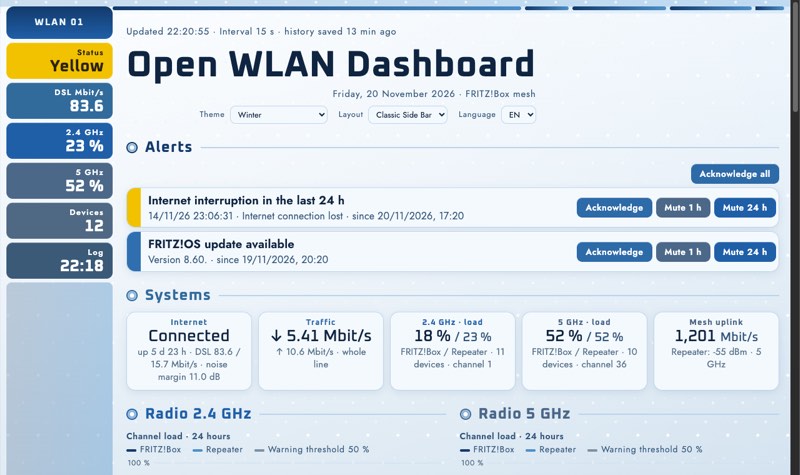 WLAN 01
Status
Yellow
DSL Mbit/s
83.6
2.4 GHz
23 %
5 GHz
52 %
Devices
12
Log
22:18
Updated 22:20:55 · Interval 15 s · history saved 13 min ago
Open WLAN Dashboard
Friday, 20 November 2026 · FRITZ!Box mesh
Theme Winter Layout Classic Side Bar Language EN
Alerts
Acknowledge all
Internet interruption in the last 24 h
14/11/26 23:06:31 · Internet connection lost · since 20/11/2026, 17:20
Acknowledge Mute 1 h Mute 24 h
FRITZ!OS update available
Version 8.60. · since 19/11/2026, 20:20
Acknowledge Mute 1 h Mute 24 h
Systems
Internet
Connected
up 5 d 23 h · DSL 83.6 /
15.7 Mbit/s · noise
margin 11.0 dB
Traffic
↓ 5.41 Mbit/s
↑ 10.6 Mbit/s · whole
line
2.4 GHz · load
18 % / 23 %
FRITZ!Box / Repeater · 11
devices · channel 1
5 GHz · load
52 % / 52 %
FRITZ!Box / Repeater · 10
devices · channel 36
Mesh uplink
1,201 Mbit/s
Repeater: -55 dBm · 5
GHz
Radio 2.4 GHz
Channel load · 24 hours
FRITZ!Box Repeater Warning threshold 50 %
100 %
Radio 5 GHz
Channel load · 24 hours
FRITZ!Box Repeater Warning threshold 50 %
100 %